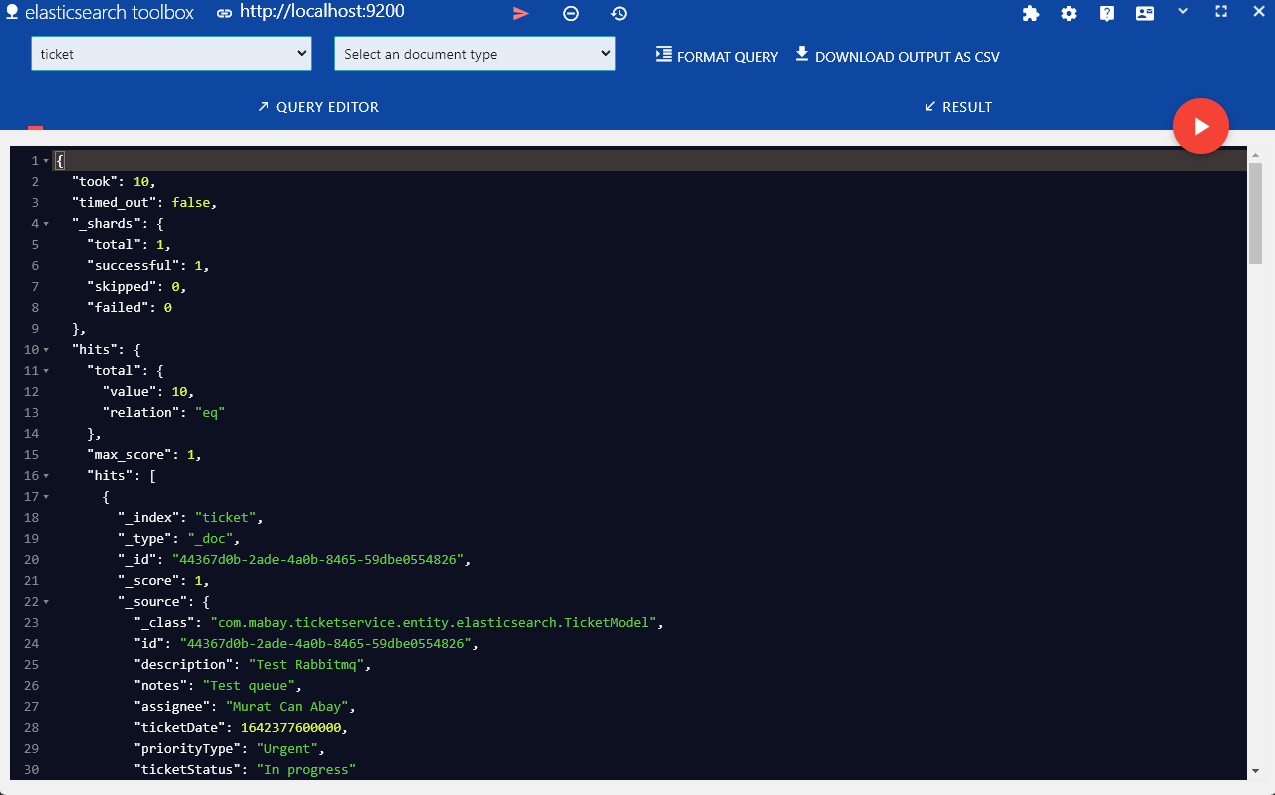 elasticsearch toolbox http://localhost:9200
ticket Select an document type FORMAT QUERY DOWNLOAD OUTPUT AS CSV
QUERY EDITOR RESULT
1 {
2 "took": 10,
3 "timed_out": false,
4 "_shards": {
5 "total": 1,
6 "successful": 1,
7 "skipped": 0,
8 "failed": 0
9 },
10 "hits": {
11 "total": {
12 "value": 10,
13 "relation": "eq"
14 },
15 "max_score": 1,
16 "hits": [
17 {
18 "_index": "ticket",
19 "_type": "_doc",
20 "_id": "44367d0b-2ade-4a0b-8465-59dbe0554826",
21 "_score": 1,
22 "_source": {
23 "_class": "com.mabay.ticketservice.entity.elasticsearch.TicketModel",
24 "id": "44367d0b-2ade-4a0b-8465-59dbe0554826",
25 "description": "Test Rabbitmq",
26 "notes": "Test queue",
27 "assignee": "Murat Can Abay",
28 "ticketDate": 1642377600000,
29 "priorityType": "Urgent",
30 "ticketStatus": "In progress"